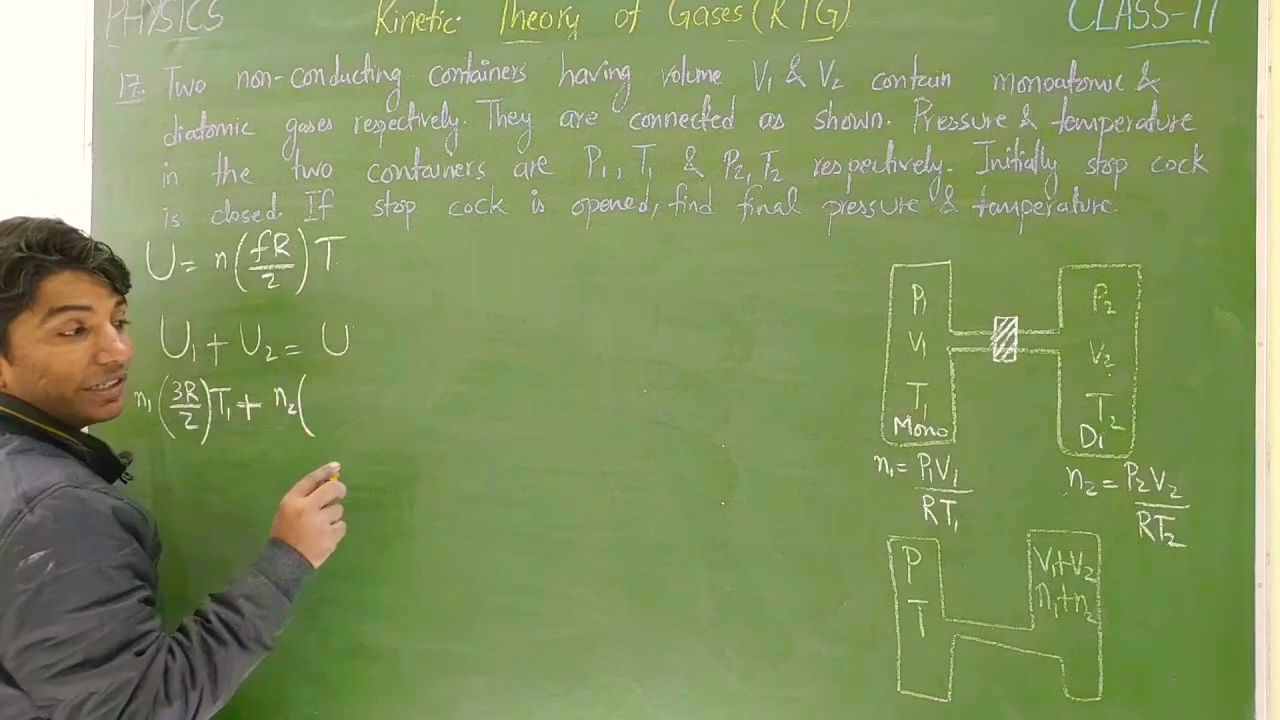 PHYSICS Kinetic Theory of Gases (KTG) CLASS-11
17. Two non-conducting containers having volume V₁ & V₂ contain monoatomic &
diatomic gases respectively. They are connected as shown. Pressure & temperature
in the two containers are P₁, T₁ & P₂, T₂ respectively. Initially stop cock
is closed. If stop cock is opened, find final pressure & temperature.
U = n(fR/2)T
U₁ + U₂ = U
n₁(3R/2)T₁ + n₂(
P₁
V₁
T₁
Mono
n₁ = P₁V₁/RT₁
P₂
V₂
T₂
Di
n₂ = P₂V₂/RT₂
P
T
V₁+V₂
n₁+n₂